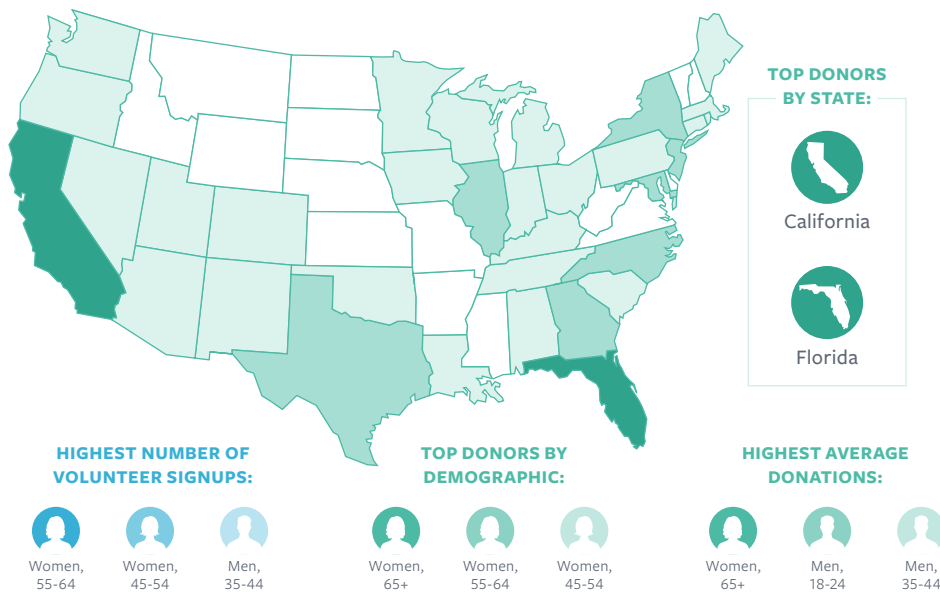 TOP DONORS
BY STATE:
California
Florida
HIGHEST NUMBER OF
VOLUNTEER SIGNUPS:
Women,
55-64
Women,
45-54
Men,
35-44
TOP DONORS BY
DEMOGRAPHIC:
Women,
65+
Women,
55-64
Women,
45-54
HIGHEST AVERAGE
DONATIONS:
Women,
65+
Men,
18-24
Men,
35-44